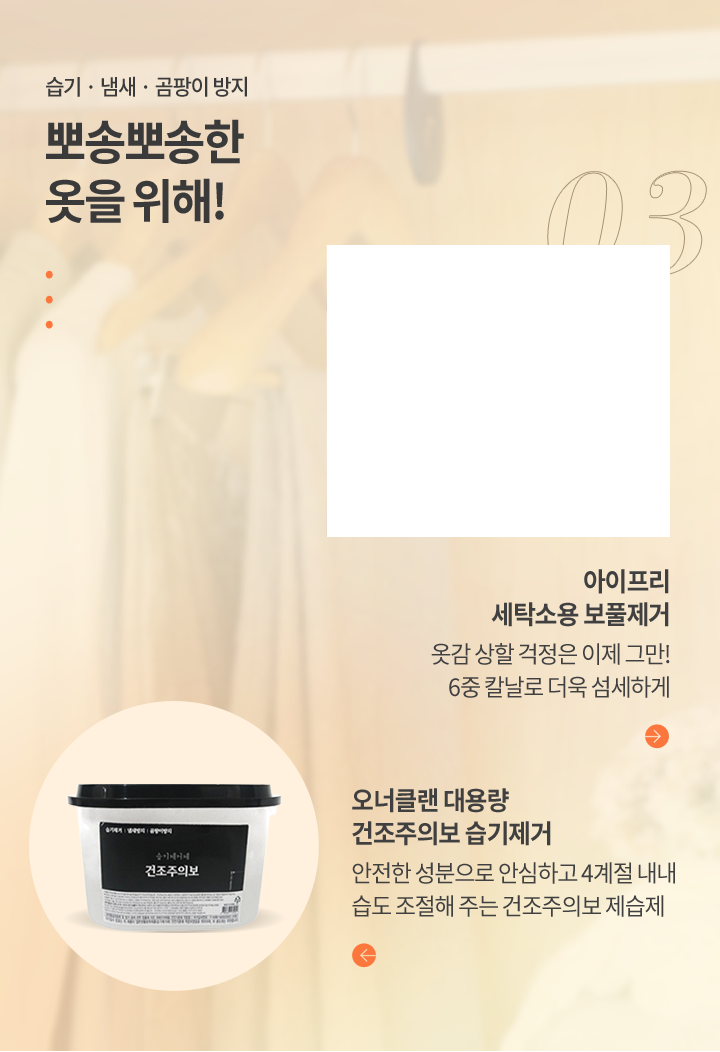 습기 · 냄새 · 곰팡이 방지
뽀송뽀송한
옷을 위해!
03
아이프리
세탁소용 보풀제거
옷감 상할 걱정은 이제 그만!
6중 칼날로 더욱 섬세하게
오너클랜 대용량
건조주의보 습기제거
안전한 성분으로 안심하고 4계절 내내
습도 조절해 주는 건조주의보 제습제
습기제거 | 냄새방지 | 곰팡이방지
건조주의보